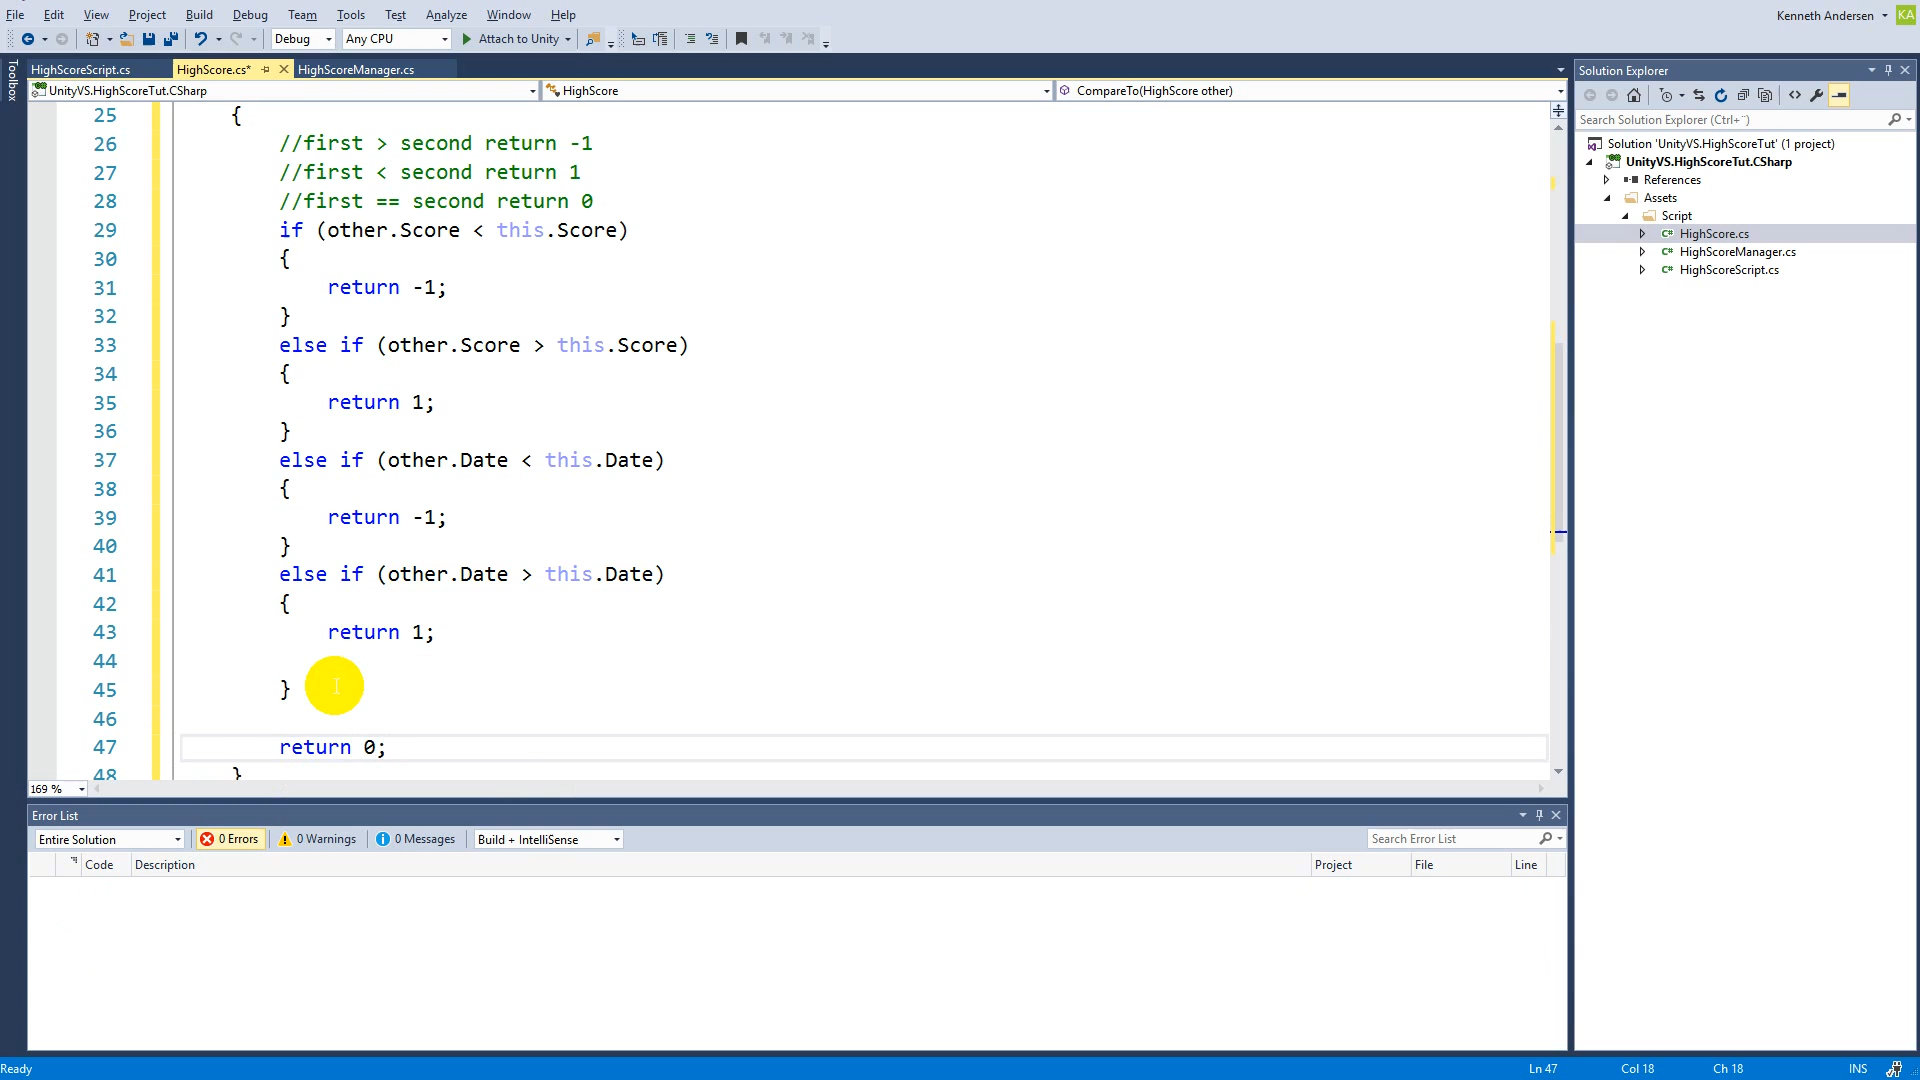 File Edit View Project Build Debug Team Tools Test Analyze Window Help Kenneth Andersen KA
Debug Any CPU Attach to Unity
Toolbox
HighScoreScript.cs HighScore.cs* HighScoreManager.cs
UnityVS.HighScoreTut.CSharp HighScore CompareTo(HighScore other)
25 {
26 //first > second return -1
27 //first < second return 1
28 //first == second return 0
29 if (other.Score < this.Score)
30 {
31 return -1;
32 }
33 else if (other.Score > this.Score)
34 {
35 return 1;
36 }
37 else if (other.Date < this.Date)
38 {
39 return -1;
40 }
41 else if (other.Date > this.Date)
42 {
43 return 1;
44
45 }
46
47 return 0;
48 }
169 %
Error List
Entire Solution 0 Errors 0 Warnings 0 Messages Build + IntelliSense Search Error List
Code Description Project File Line
Solution Explorer
Search Solution Explorer (Ctrl+¨)
Solution 'UnityVS.HighScoreTut' (1 project)
UnityVS.HighScoreTut.CSharp
References
Assets
Script
C# HighScore.cs
C# HighScoreManager.cs
C# HighScoreScript.cs
Ready Ln 47 Col 18 Ch 18 INS